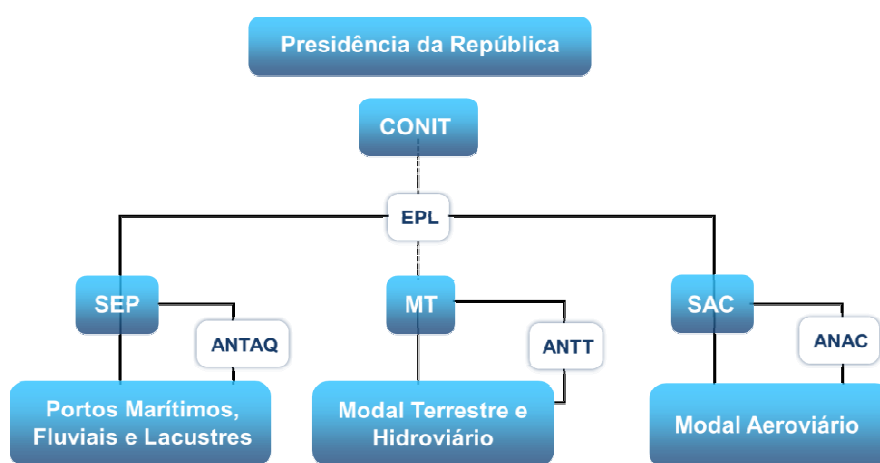 Presidência da República
CONIT
EPL
SEP
MT
SAC
ANTAQ
ANTT
ANAC
Portos Marítimos,
Fluviais e Lacustres
Modal Terrestre e
Hidroviário
Modal Aeroviário